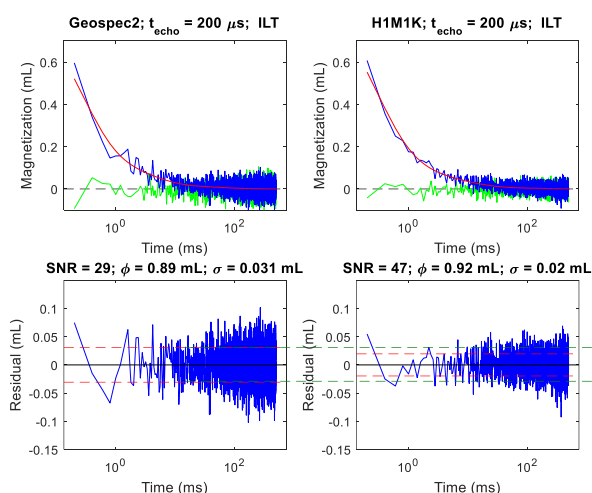 Geospec2; t_echo = 200 μs; ILT
H1M1K; t_echo = 200 μs; ILT
Magnetization (mL)
0.6
0.4
0.2
0
10^0
10^2
Time (ms)
Magnetization (mL)
0.6
0.4
0.2
0
10^0
10^2
Time (ms)
SNR = 29; ϕ = 0.89 mL; σ = 0.031 mL
SNR = 47; ϕ = 0.92 mL; σ = 0.02 mL
Residual (mL)
0.1
0.05
0
-0.05
-0.1
-0.15
10^0
10^2
Time (ms)
Residual (mL)
0.1
0.05
0
-0.05
-0.1
-0.15
10^0
10^2
Time (ms)